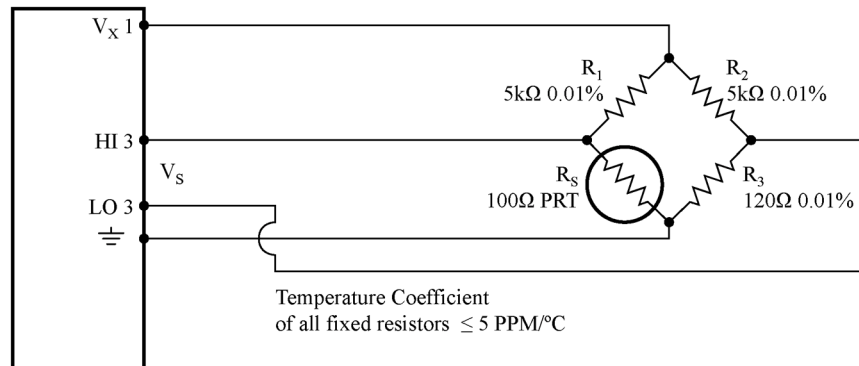 V_X 1
R_1
5kΩ 0.01%
R_2
5kΩ 0.01%
HI 3
V_S
R_S
100Ω PRT
R_3
120Ω 0.01%
LO 3
Temperature Coefficient
of all fixed resistors ≤ 5 PPM/ºC